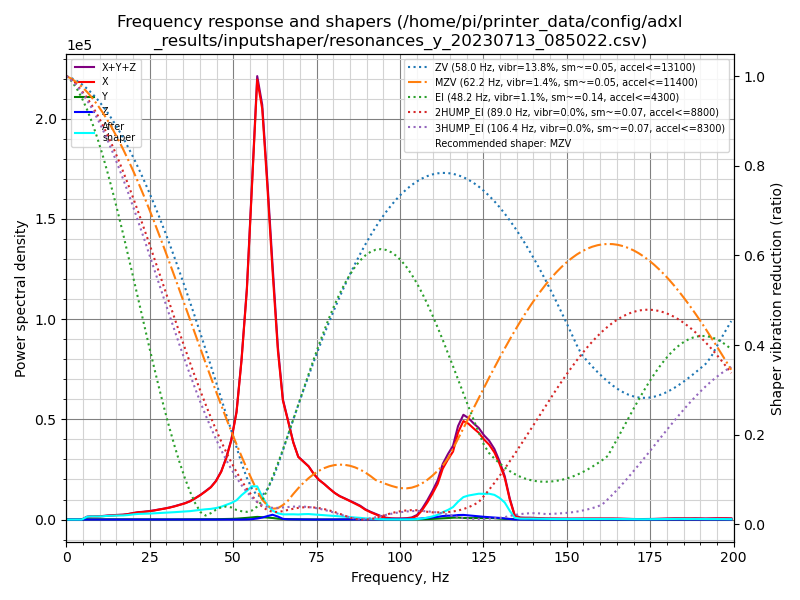 Frequency response and shapers (/home/pi/printer_data/config/adxl
_results/inputshaper/resonances_y_20230713_085022.csv)
1e5
X+Y+Z
X
Y
Z
After
shaper
ZV (58.0 Hz, vibr=13.8%, sm~=0.05, accel<=13100)
MZV (62.2 Hz, vibr=1.4%, sm~=0.05, accel<=11400)
EI (48.2 Hz, vibr=1.1%, sm~=0.14, accel<=4300)
2HUMP_EI (89.0 Hz, vibr=0.0%, sm~=0.07, accel<=8800)
3HUMP_EI (106.4 Hz, vibr=0.0%, sm~=0.07, accel<=8300)
Recommended shaper: MZV
Power spectral density
2.0
1.5
1.0
0.5
0.0
1.0
0.8
0.6
0.4
0.2
0.0
Shaper vibration reduction (ratio)
0 25 50 75 100 125 150 175 200
Frequency, Hz